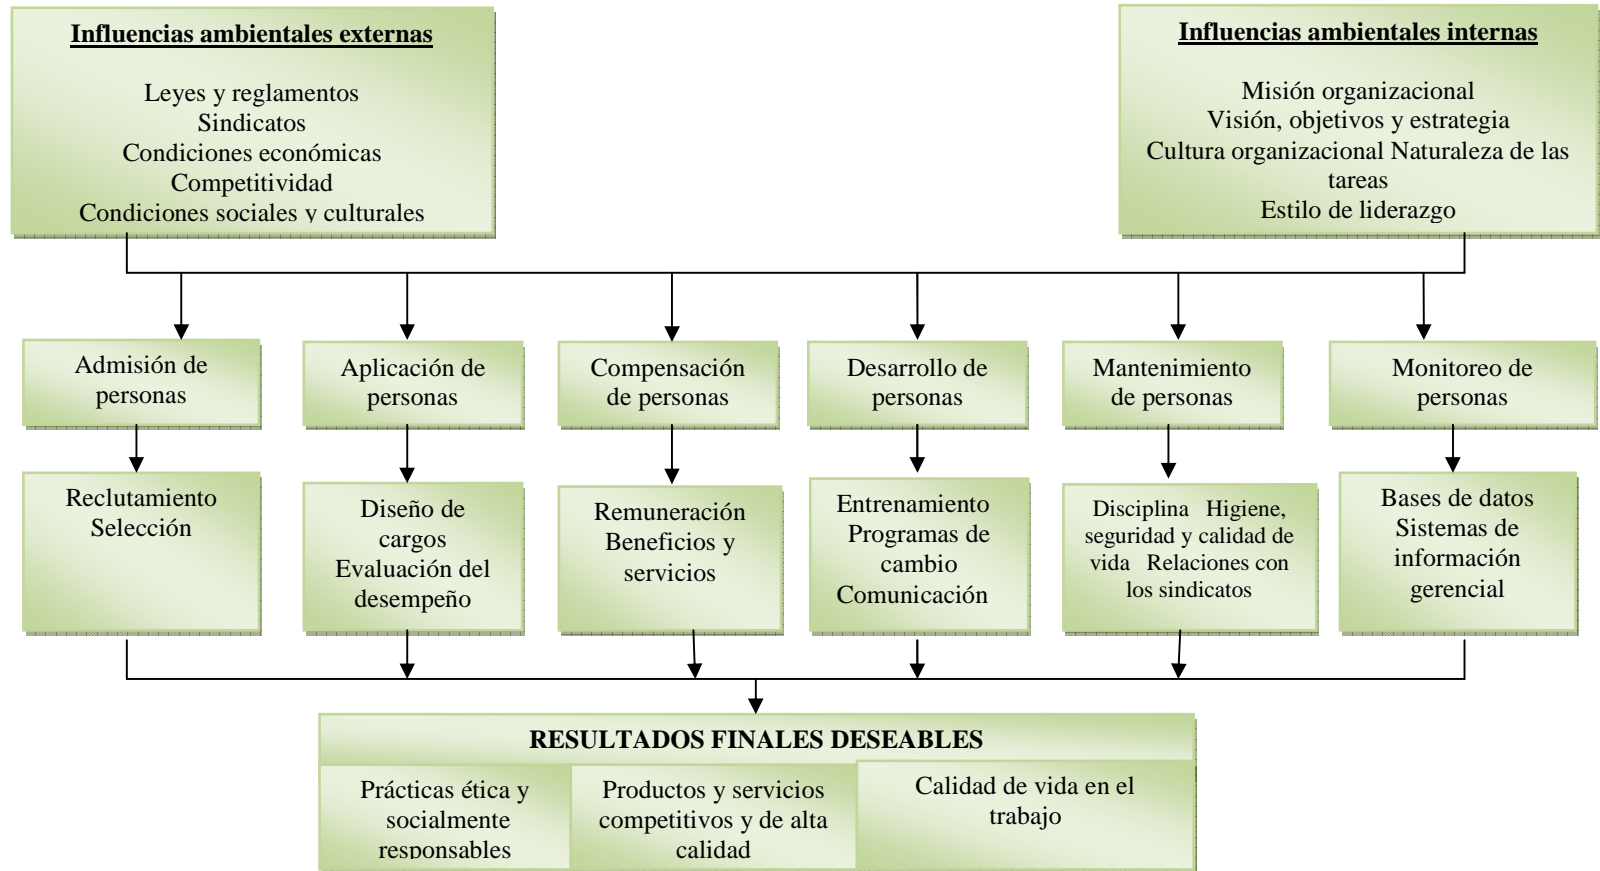 Influencias ambientales externas
Leyes y reglamentos
Sindicatos
Condiciones económicas
Competitividad
Condiciones sociales y culturales
Influencias ambientales internas
Misión organizacional
Visión, objetivos y estrategia
Cultura organizacional Naturaleza de las
tareas
Estilo de liderazgo
Admisión de
personas
Aplicación de
personas
Compensación
de personas
Desarrollo de
personas
Mantenimiento
de personas
Monitoreo de
personas
Reclutamiento
Selección
Diseño de
cargos
Evaluación del
desempeño
Remuneración
Beneficios y
servicios
Entrenamiento
Programas de
cambio
Comunicación
Disciplina Higiene,
seguridad y calidad de
vida Relaciones con
los sindicatos
Bases de datos
Sistemas de
información
gerencial
RESULTADOS FINALES DESEABLES
Prácticas ética y
socialmente
responsables
Productos y servicios
competitivos y de alta
calidad
Calidad de vida en el
trabajo